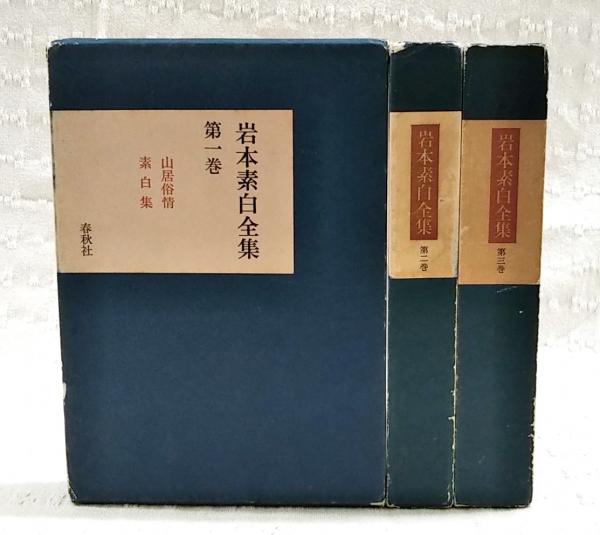 岩本素白全集
第一巻
山居俗情
素白集
春秋社
岩本素白全集
第二巻
岩本素白全集
第三巻